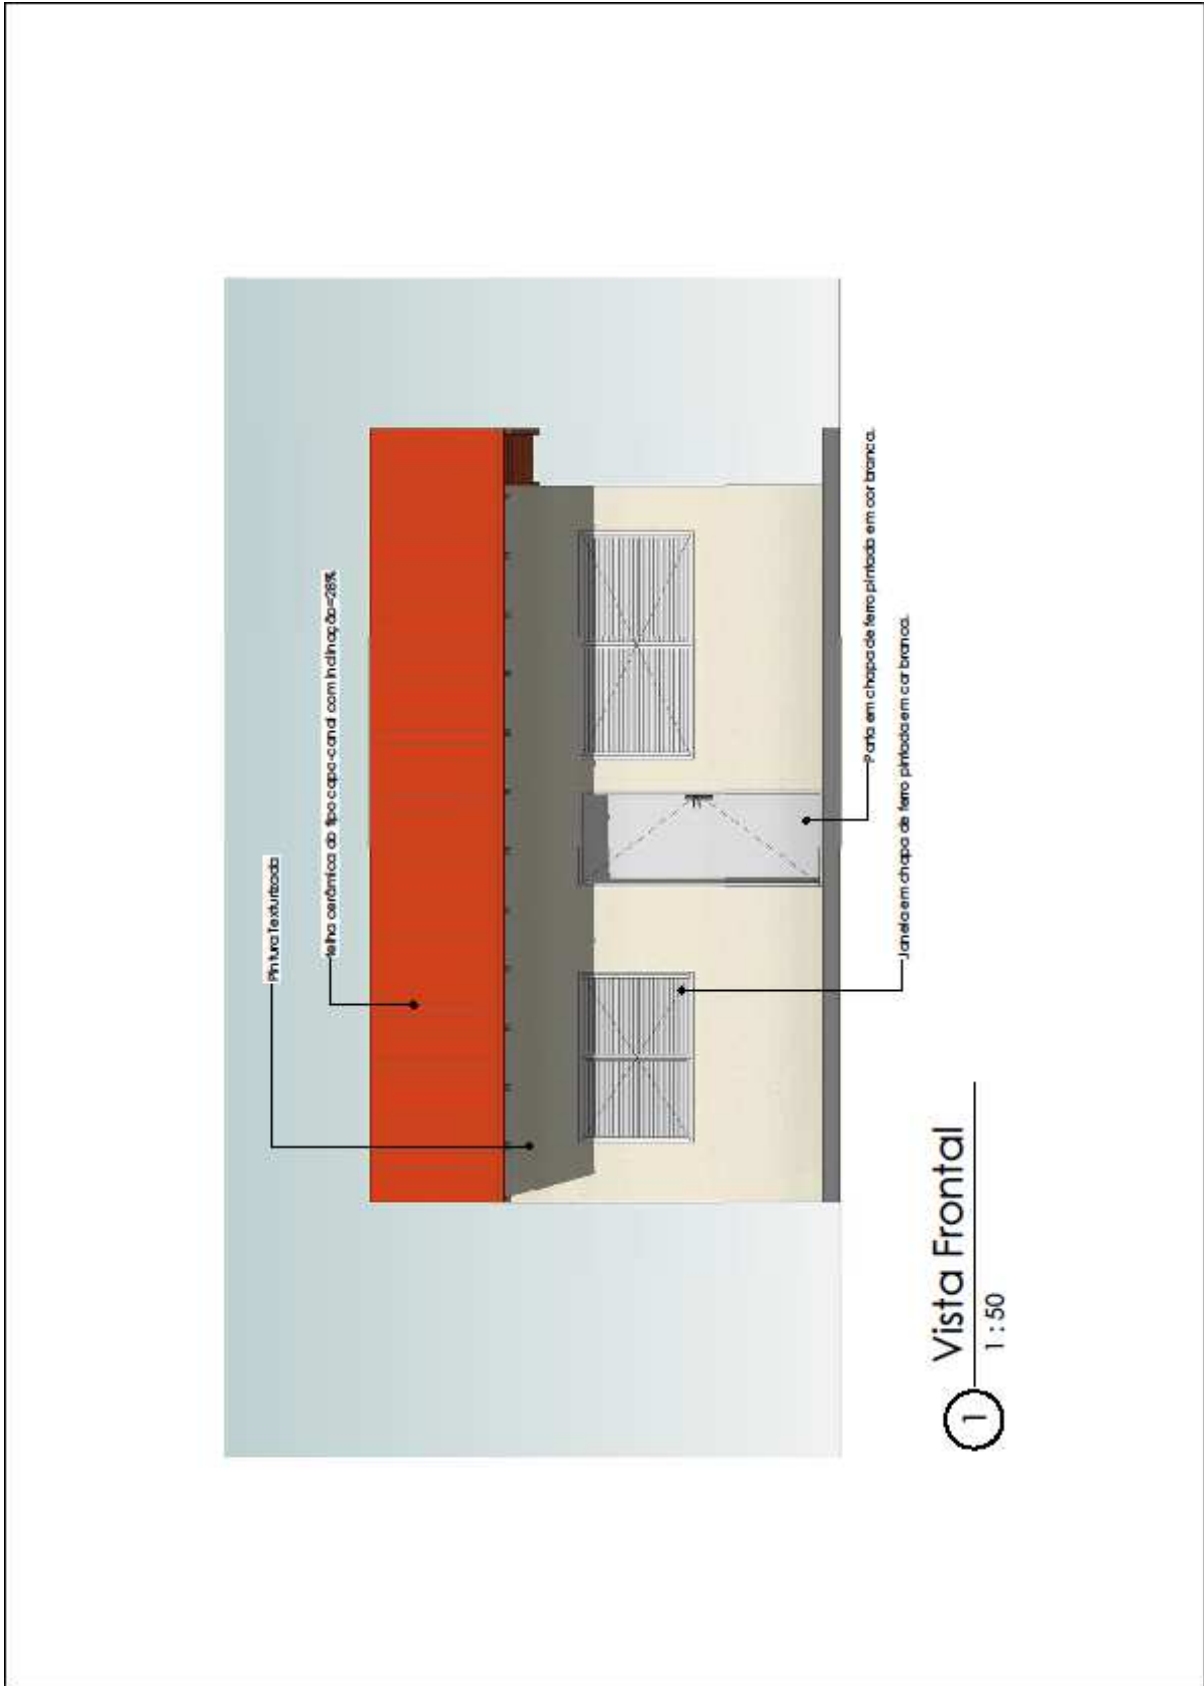 Pintura Texturizada
telha cerâmica do tipo capa-canal com inclinação=28%
Porta em chapa de ferro pintada em cor branca.
Janela em chapa de ferro pintada em cor branca.
1
Vista Frontal
1 : 50